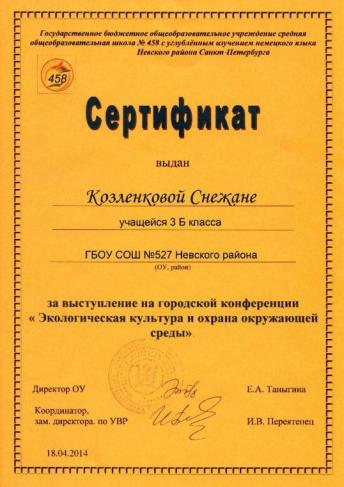 Государственное бюджетное общеобразовательное учреждение средняя
общеобразовательная школа № 458 с углублённым изучением немецкого языка
Невского района Санкт-Петербурга
458
Сертификат
выдан
Козленковой Снежане
учащейся 3 Б класса
ГБОУ СОШ №527 Невского района
(ОУ, район)
за выступление на городской конференции
« Экологическая культура и охрана окружающей
среды»
Директор ОУ
Е.А. Таныгина
Координатор,
зам. директора. по УВР
И.В. Перевтенец
18.04.2014